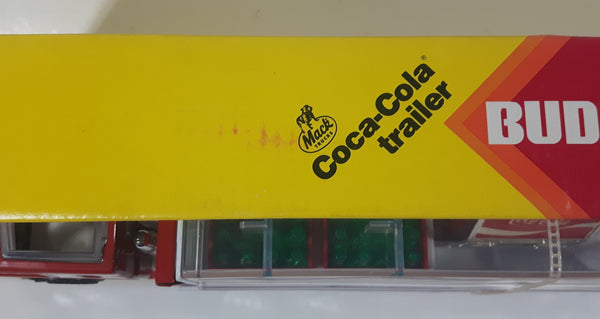 Mack
TRUCKS
Coca-Cola®
trailer
BUD